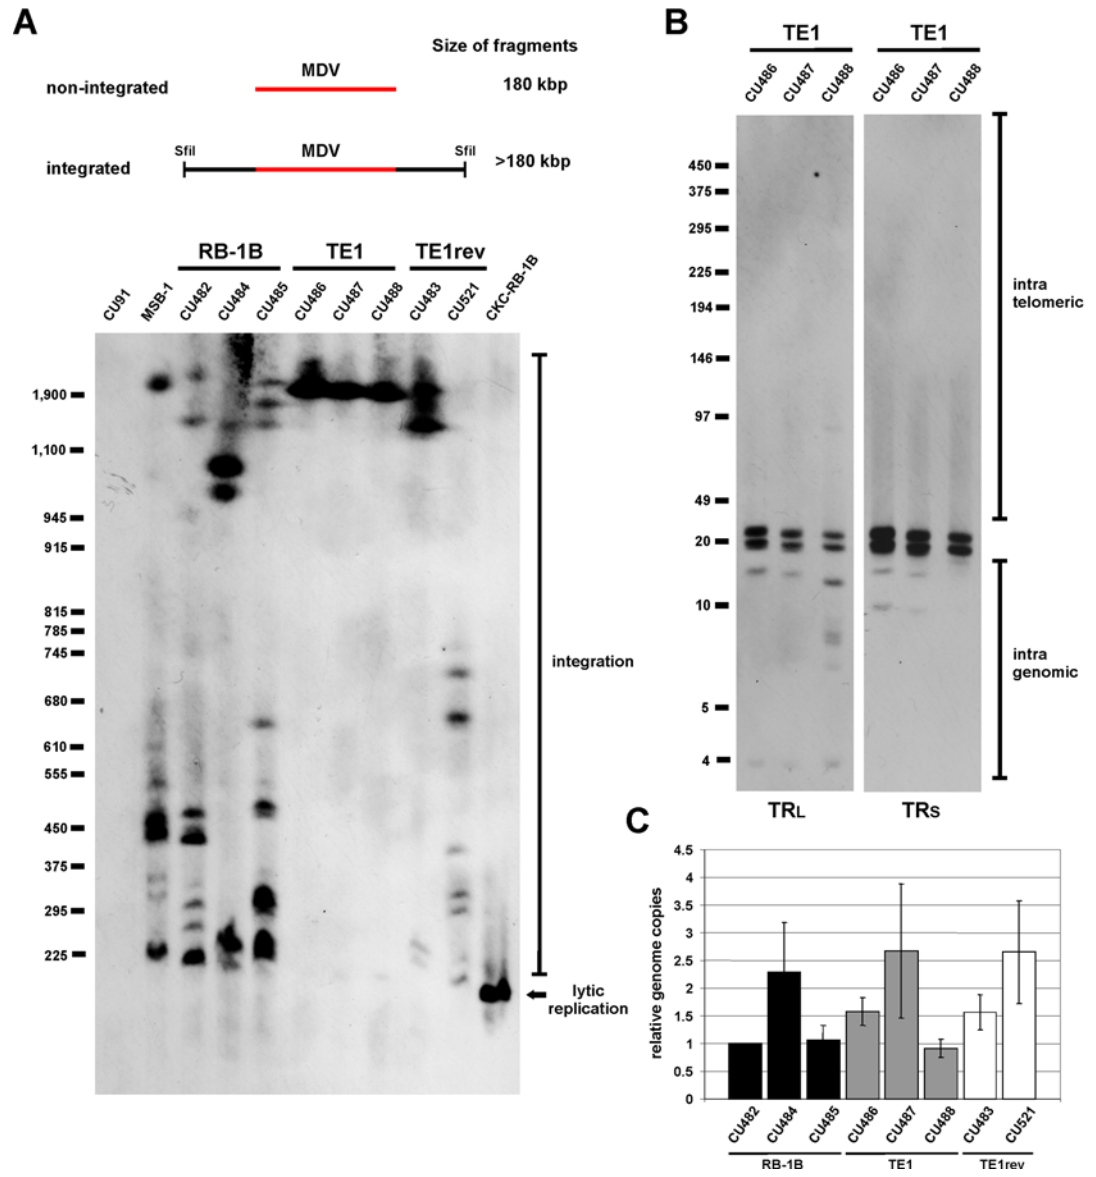 A
Size of fragments
non-integrated
MDV
180 kbp
integrated
SfiI
MDV
SfiI
>180 kbp
RB-1B
TE1
TE1rev
CU91
MSB-1
CU482
CU484
CU485
CU486
CU487
CU488
CU483
CU521
CKC-RB-1B
1,900
1,100
945
915
815
785
745
680
610
555
450
375
295
225
integration
lytic
replication
B
TE1
TE1
CU486
CU487
CU488
CU486
CU487
CU488
450
375
295
225
194
146
97
49
20
10
5
4
intra
telomeric
intra
genomic
TRL
TRS
C
relative genome copies
4.5
4
3.5
3
2.5
2
1.5
1
0.5
0
CU482
CU484
CU485
CU486
CU487
CU488
CU483
CU521
RB-1B
TE1
TE1rev